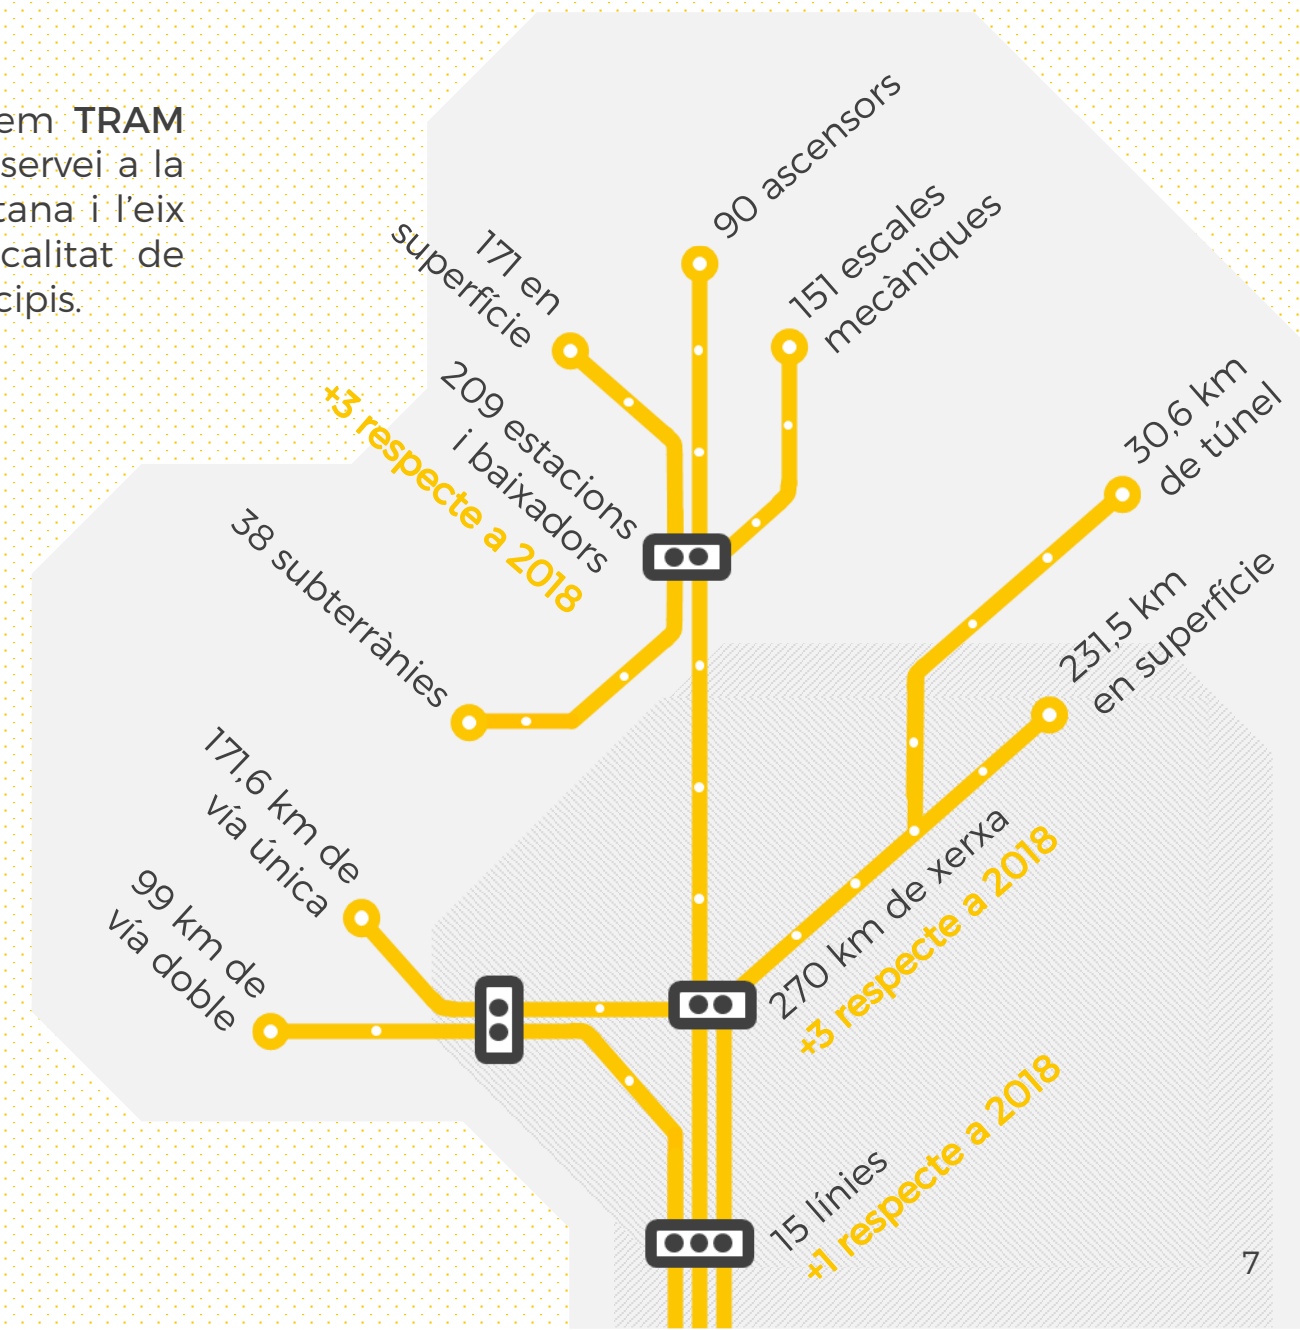 em TRAM
servei a la
tana i l’eix
calitat de
cipis.
90 ascensors
151 escales
mecàniques
171 en
superfície
209 estacions
i baixadors
+3 respecte a 2018
38 subterrànies
30,6 km
de túnel
231,5 km
en superfície
270 km de xerxa
+3 respecte a 2018
171,6 km de
vía única
99 km de
vía doble
15 línies
+1 respecte a 2018
7